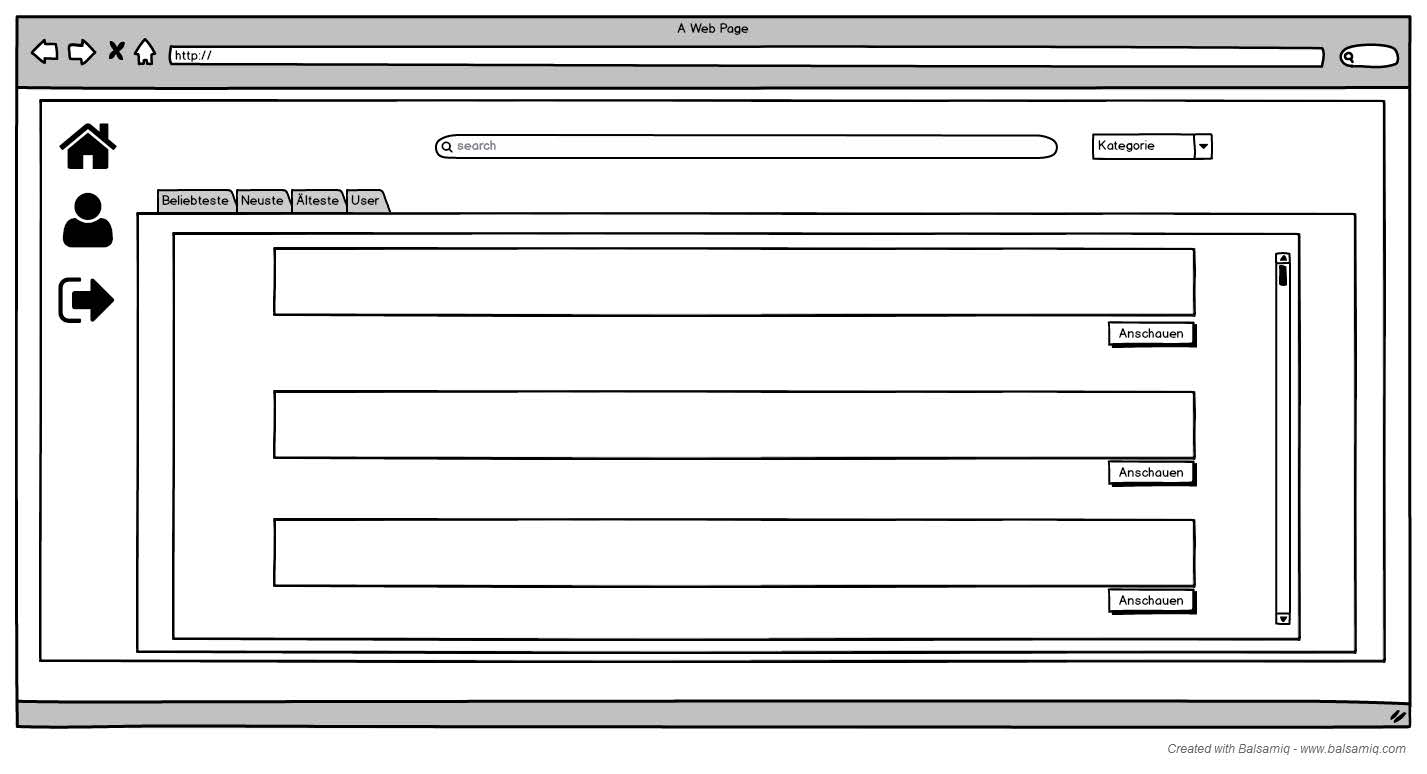 A Web Page
http://
search
Kategorie
Beliebteste Neuste Älteste User
Anschauen
Anschauen
Anschauen
Created with Balsamiq - www.balsamiq.com